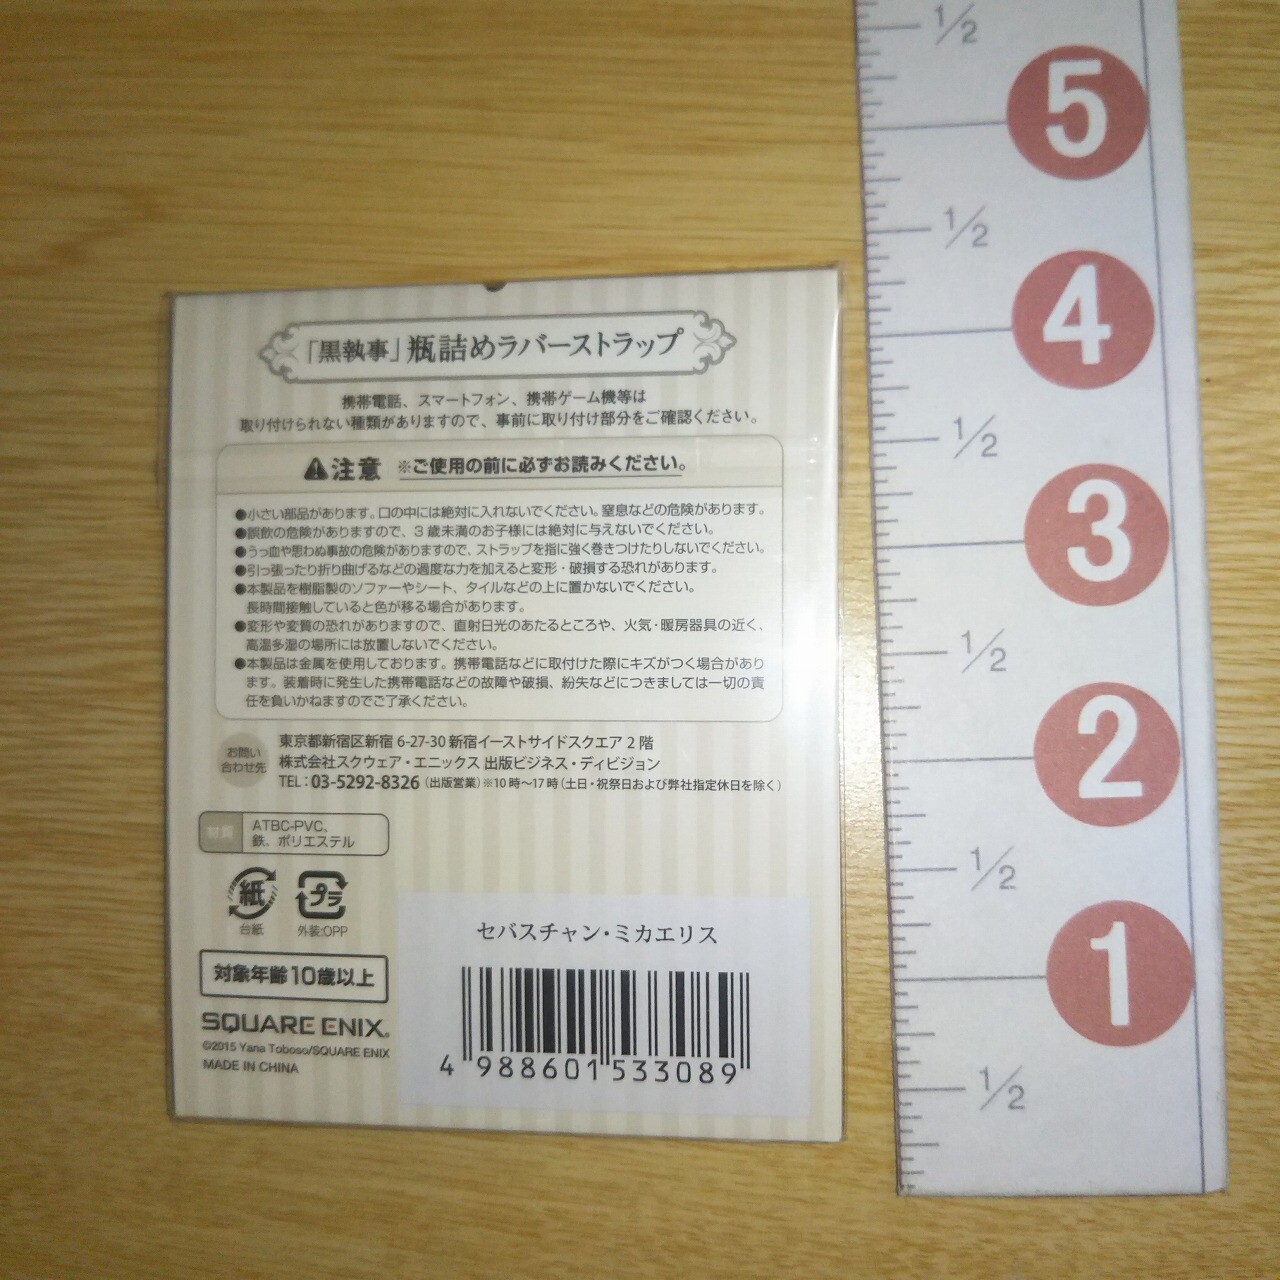 「黒執事」瓶詰めラバーストラップ
携帯電話、スマートフォン、携帯ゲーム機等は
取り付けられない種類がありますので、事前に取り付け部分をご確認ください。
注意 ※ご使用の前に必ずお読みください。
●小さい部品があります。口の中には絶対に入れないでください。窒息などの危険があります。
●誤飲の危険がありますので、3歳未満のお子様には絶対に与えないでください。
●うっ血や思わぬ事故の危険がありますので、ストラップを指に強く巻きつけたりしないでください。
●引っ張ったり折り曲げるなどの過度な力を加えると変形・破損する恐れがあります。
●本製品を樹脂製のソファーやシート、タイルなどの上に置かないでください。
長時間接触していると色が移る場合があります。
●変形や変質の恐れがありますので、直射日光のあたるところや、火気・暖房器具の近く、
高温多湿の場所には放置しないでください。
●本製品は金属を使用しております。携帯電話などに取付けた際にキズがつく場合があり
ます。装着時に発生した携帯電話などの故障や破損、紛失などにつきましては一切の責
任を負いかねますのでご了承ください。
お問い
合わせ先
東京都新宿区新宿 6-27-30 新宿イーストサイドスクエア 2 階
株式会社スクウェア・エニックス 出版ビジネス・ディビジョン
TEL：03-5292-8326（出版営業）※10 時～17 時（土日・祝祭日および弊社指定休日を除く）
材質
ATBC-PVC、
鉄、ポリエステル
紙 プラ
台紙 外装:OPP
対象年齢10歳以上
SQUARE ENIX®
©2015 Yana Toboso/SQUARE ENIX
MADE IN CHINA
セバスチャン・ミカエリス
4 988601 533089
1/2
5
1/2
4
1/2
3
1/2
2
1/2
1
1/2